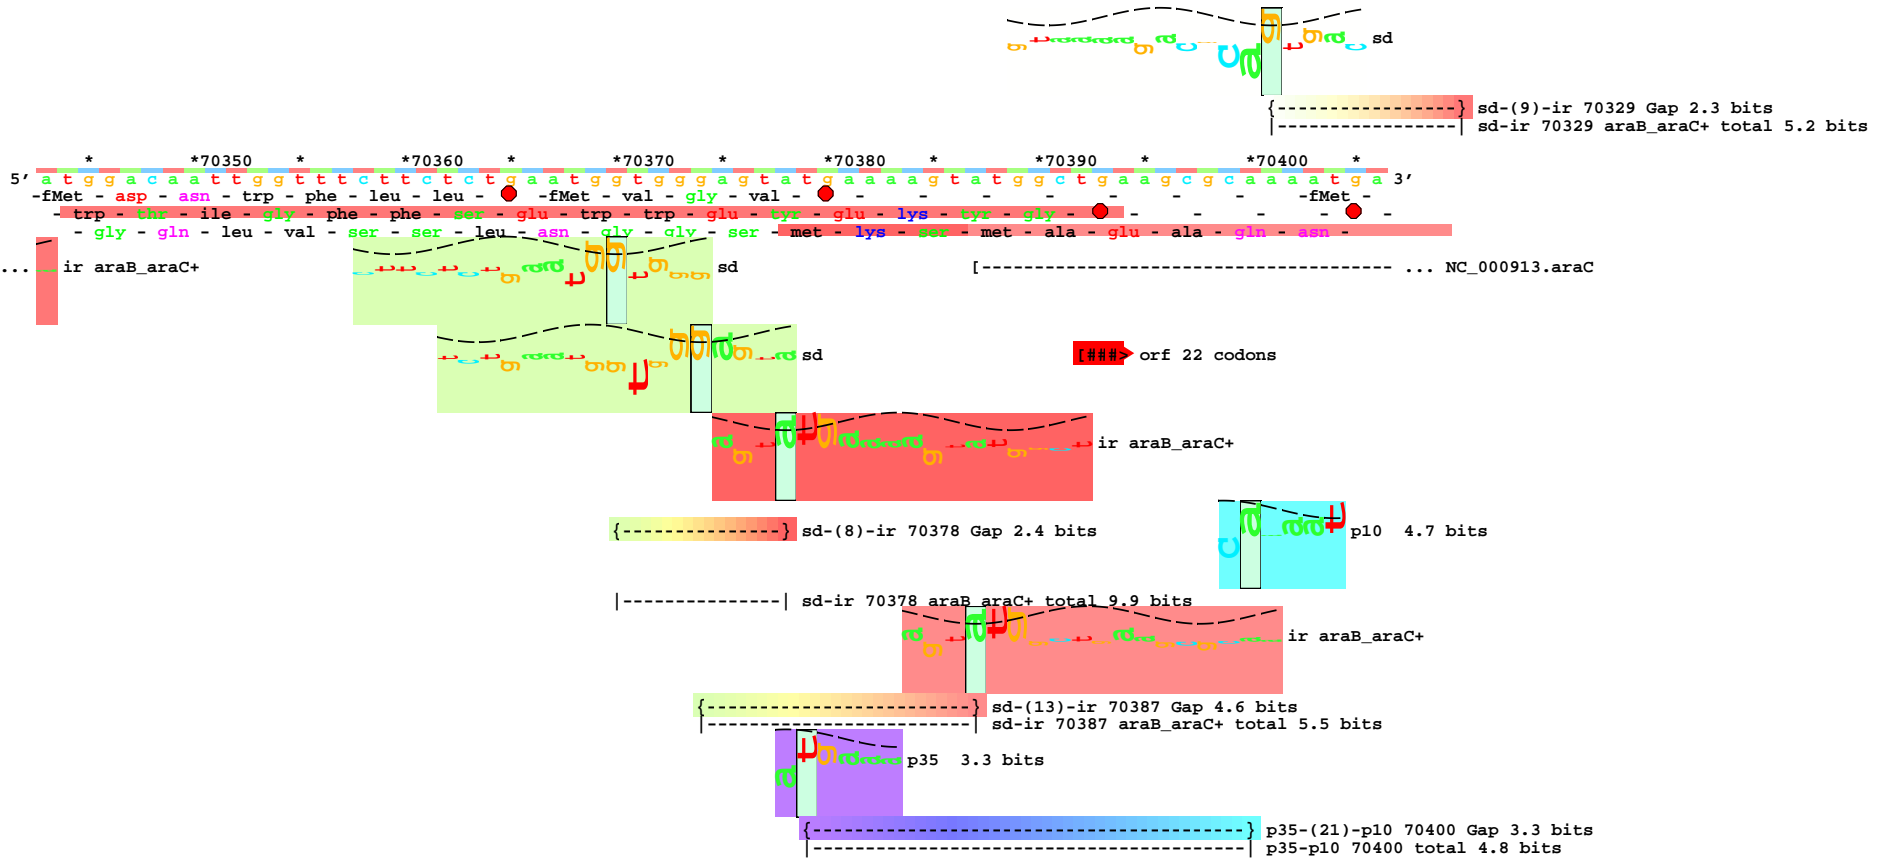 sd
{------------------} sd-(9)-ir 70329 Gap 2.3 bits
|------------------| sd-ir 70329 araB_araC+ total 5.2 bits
* *70350 * *70360 * *70370 * *70380 * *70390 * *70400 *
5' a t g g a c a a t t g g t t t c t t c t c t g a a t g g t g g g a g t a t g a a a a g t a t g g c t g a a g c g c a a a a t g a 3'
-fMet - asp - asn - trp - phe - leu - leu - -fMet - val - gly - val - - - - - - - - - -fMet -
- trp - thr - ile - gly - phe - phe - ser - glu - trp - trp - glu - tyr - glu - lys - tyr - gly - - - - - -
- gly - gln - leu - val - ser - ser - leu - asn - gly - gly - ser - met - lys - ser - met - ala - glu - ala - gln - asn -
... ir araB_araC+
sd
[--------------------------------------- ... NC_000913.araC
sd
[###> orf 22 codons
ir araB_araC+
{----------------} sd-(8)-ir 70378 Gap 2.4 bits
p10 4.7 bits
|----------------| sd-ir 70378 araB_araC+ total 9.9 bits
ir araB_araC+
{-------------------------} sd-(13)-ir 70387 Gap 4.6 bits
|-------------------------| sd-ir 70387 araB_araC+ total 5.5 bits
p35 3.3 bits
{------------------------------------------} p35-(21)-p10 70400 Gap 3.3 bits
|------------------------------------------| p35-p10 70400 total 4.8 bits